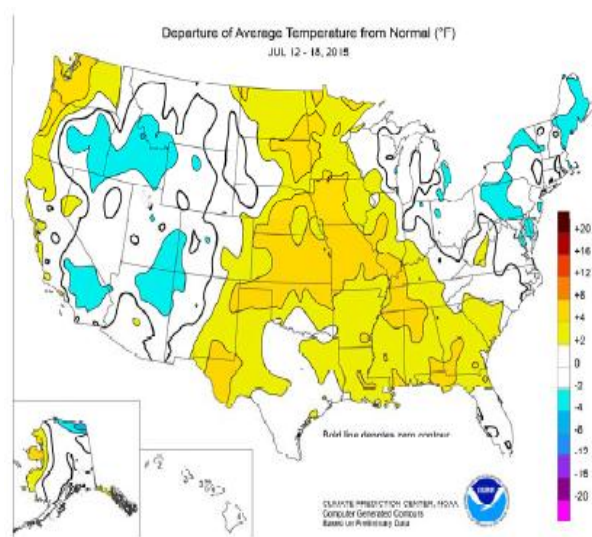 Departure of Average Temperature from Normal (°F)
JUL 12 - 18, 2015
+20
+16
+12
+8
+4
+2
0
-2
-4
-8
-16
-20
Bold line denotes zero contour
CLIMATE PREDICTION CENTER, NOAA
Computer Generated Contours
Based on Preliminary Data